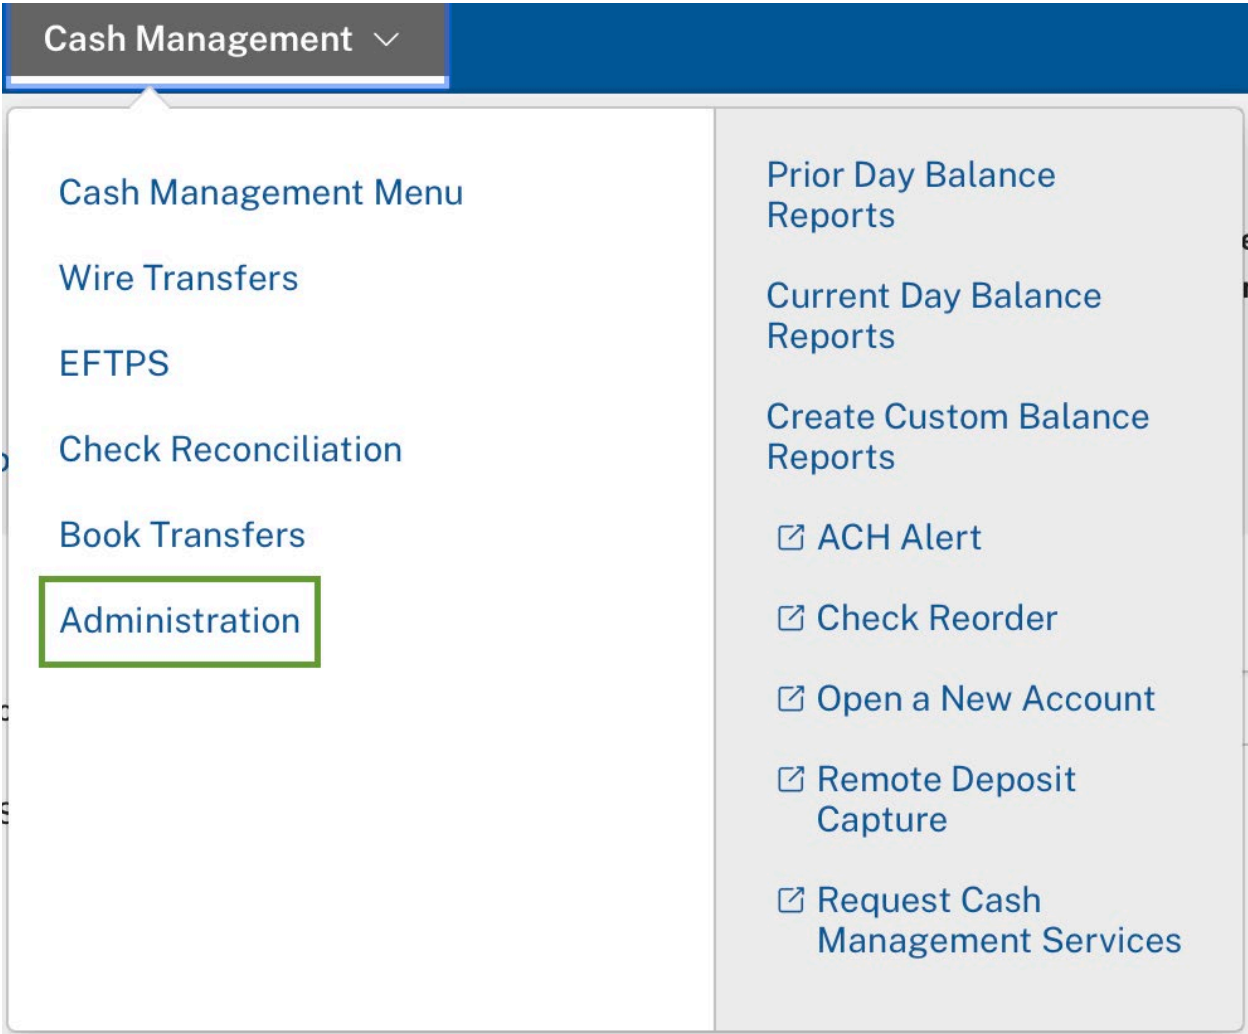 Cash Management
Cash Management Menu
Wire Transfers
EFTPS
Check Reconciliation
Book Transfers
Administration
Prior Day Balance
Reports
Current Day Balance
Reports
Create Custom Balance
Reports
ACH Alert
Check Reorder
Open a New Account
Remote Deposit
Capture
Request Cash
Management Services